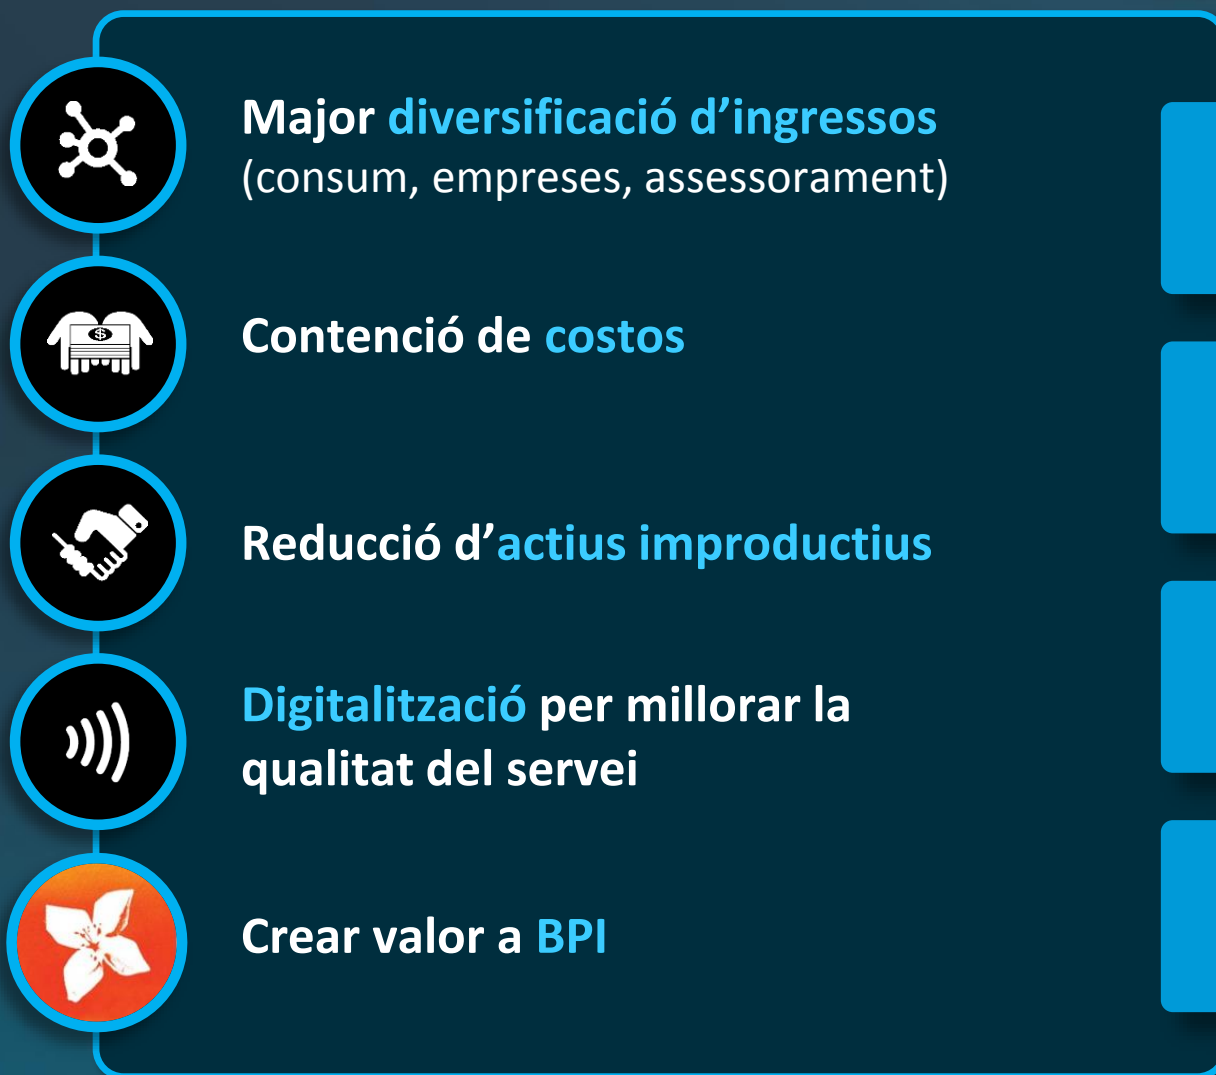 Major diversificació d’ingressos
(consum, empreses, assessorament)
Contenció de costos
Reducció d’actius improductius
Digitalització per millorar la
qualitat del servei
Crear valor a BPI